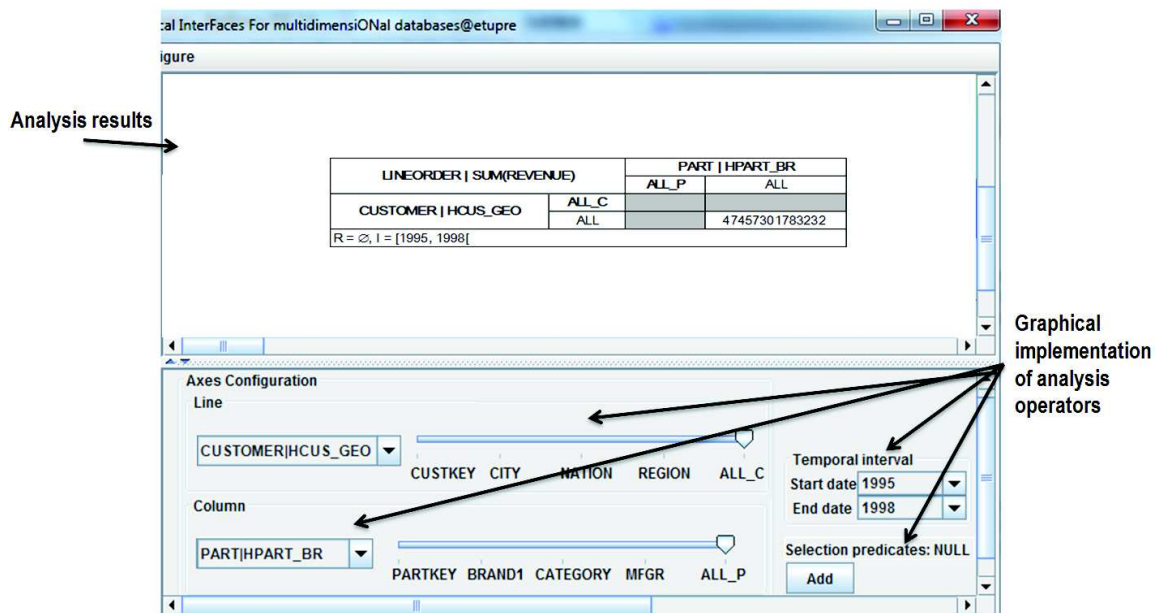 cal InterFaces For multidimensiONal databases@etupre
igure
Analysis results
LINEORDER | SUM(REVENUE)
PART | HPART_BR
ALL_P
ALL
CUSTOMER | HCUS_GEO
ALL_C
ALL
47457301783232
R = ∅, I = [1995, 1998[
Graphical
implementation
of analysis
operators
Axes Configuration
Line
CUSTOMER|HCUS_GEO
CUSTKEY CITY NATION REGION ALL_C
Column
PART|HPART_BR
PARTKEY BRAND1 CATEGORY MFGR ALL_P
Temporal interval
Start date 1995
End date 1998
Selection predicates: NULL
Add